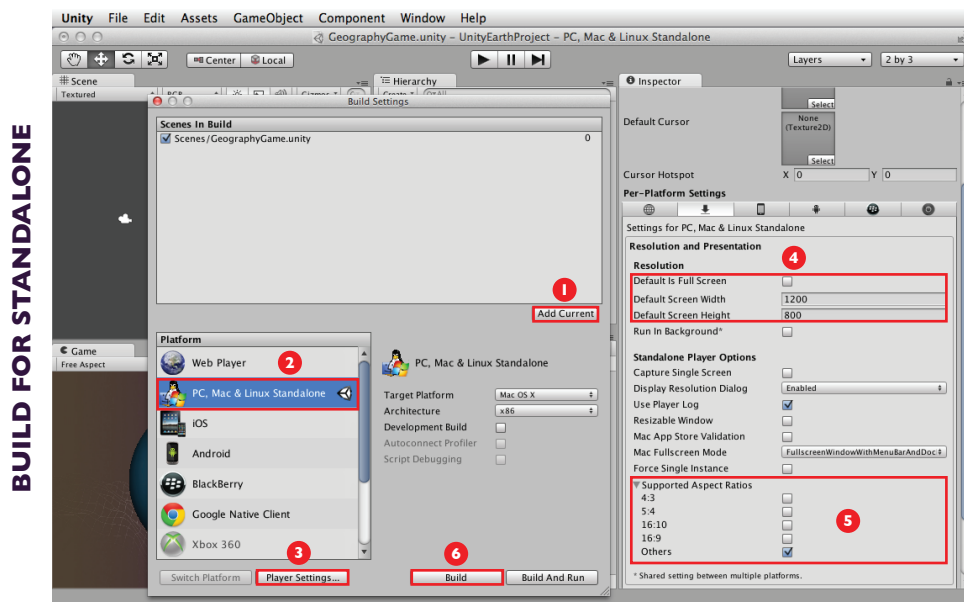 BUILD FOR STANDALONE
Unity File Edit Assets GameObject Component Window Help
GeographyGame.unity – UnityEarthProject – PC, Mac & Linux Standalone
Center Local
Layers 2 by 3
Scene
Hierarchy
Inspector
Textured
RGB
Gizmos
Create
All
Build Settings
Scenes In Build
Scenes/GeographyGame.unity 0
1
Add Current
Platform
Web Player
2
PC, Mac & Linux Standalone
iOS
Android
BlackBerry
Google Native Client
Xbox 360
3
Switch Platform
Player Settings...
PC, Mac & Linux Standalone
Target Platform Mac OS X
Architecture x86
Development Build
Autoconnect Profiler
Script Debugging
6
Build
Build And Run
Game
Free Aspect
Select
Default Cursor
None
(Texture2D)
Select
Cursor Hotspot X 0 Y 0
Per-Platform Settings
Settings for PC, Mac & Linux Standalone
Resolution and Presentation
4
Resolution
Default Is Full Screen
Default Screen Width 1200
Default Screen Height 800
Run In Background*
Standalone Player Options
Capture Single Screen
Display Resolution Dialog Enabled
Use Player Log
Resizable Window
Mac App Store Validation
Mac Fullscreen Mode FullscreenWindowWithMenuBarAndDoc
Force Single Instance
Supported Aspect Ratios
4:3
5:4
16:10
16:9
Others
5
* Shared setting between multiple platforms.